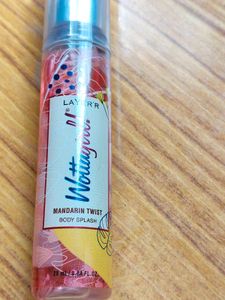 LAYER'R
Wottagirl!
MANDARIN TWIST
BODY SPLASH